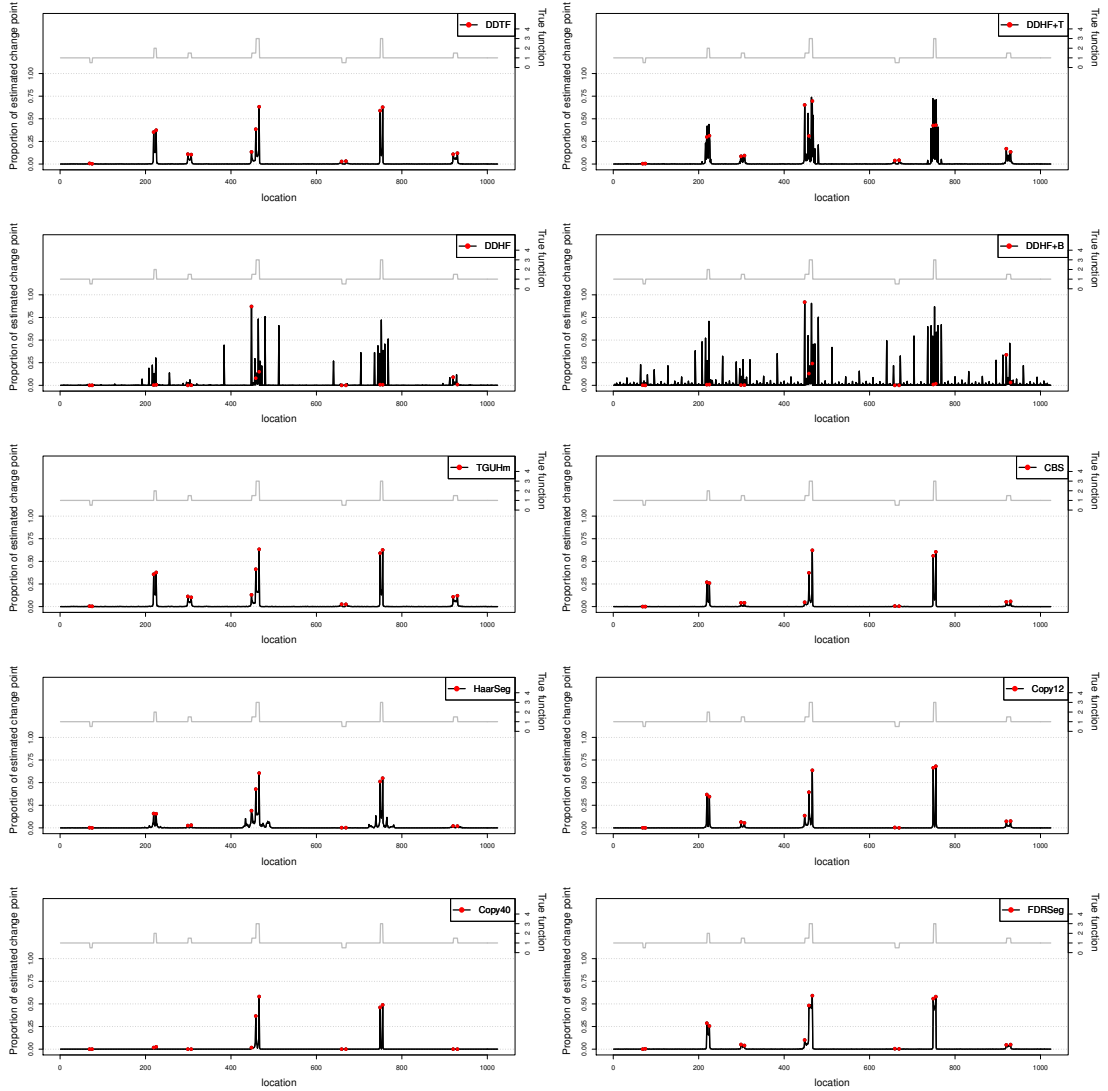 DDTF
Proportion of estimated change point
0.00 0.25 0.50 0.75 1.00
0 1 2 3 4
True function
0 200 400 600 800 1000
location
DDHF+T
Proportion of estimated change point
0.00 0.25 0.50 0.75 1.00
0 1 2 3 4
True function
0 200 400 600 800 1000
location
DDHF
Proportion of estimated change point
0.00 0.25 0.50 0.75 1.00
0 1 2 3 4
True function
0 200 400 600 800 1000
location
DDHF+B
Proportion of estimated change point
0.00 0.25 0.50 0.75 1.00
0 1 2 3 4
True function
0 200 400 600 800 1000
location
TGUHm
Proportion of estimated change point
0.00 0.25 0.50 0.75 1.00
0 1 2 3 4
True function
0 200 400 600 800 1000
location
CBS
Proportion of estimated change point
0.00 0.25 0.50 0.75 1.00
0 1 2 3 4
True function
0 200 400 600 800 1000
location
HaarSeg
Proportion of estimated change point
0.00 0.25 0.50 0.75 1.00
0 1 2 3 4
True function
0 200 400 600 800 1000
location
Copy12
Proportion of estimated change point
0.00 0.25 0.50 0.75 1.00
0 1 2 3 4
True function
0 200 400 600 800 1000
location
Copy40
Proportion of estimated change point
0.00 0.25 0.50 0.75 1.00
0 1 2 3 4
True function
0 200 400 600 800 1000
location
FDRSeg
Proportion of estimated change point
0.00 0.25 0.50 0.75 1.00
0 1 2 3 4
True function
0 200 400 600 800 1000
location